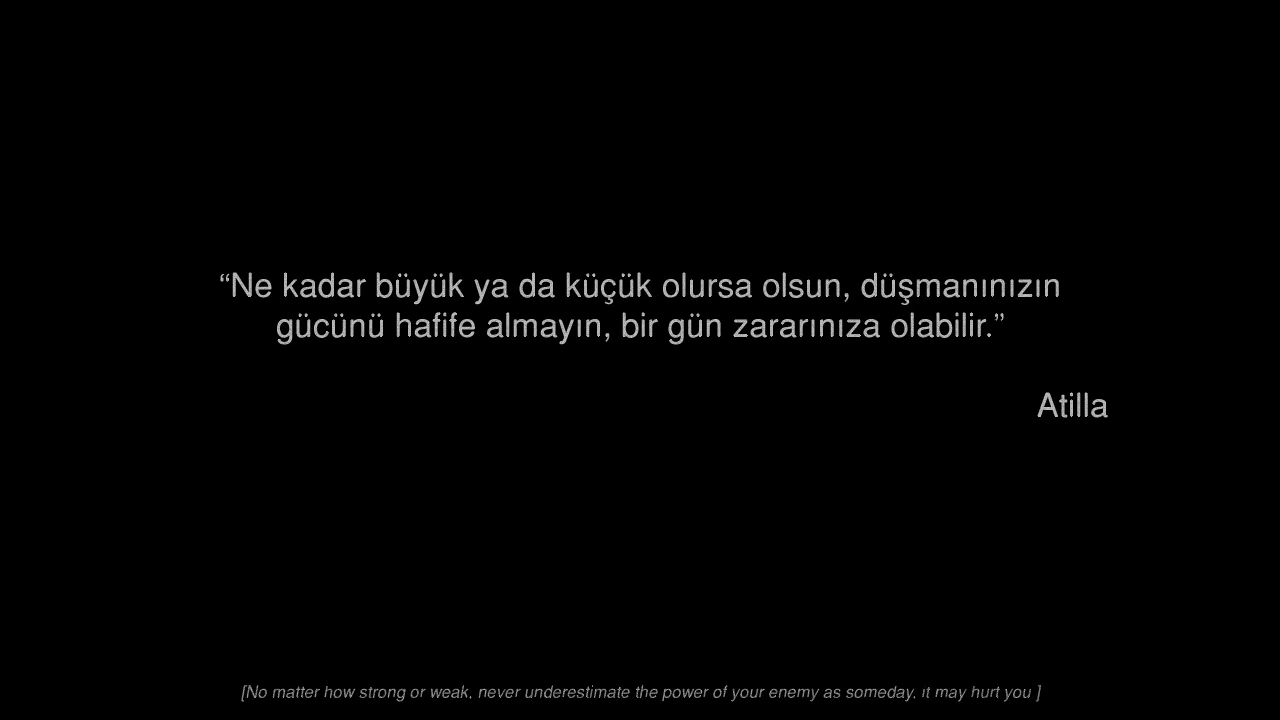 “Ne kadar büyük ya da küçük olursa olsun, düşmanınızın
gücünü hafife almayın, bir gün zararınıza olabilir.”
Atilla
[No matter how strong or weak, never underestimate the power of your enemy as someday, ıt may hurt you ]